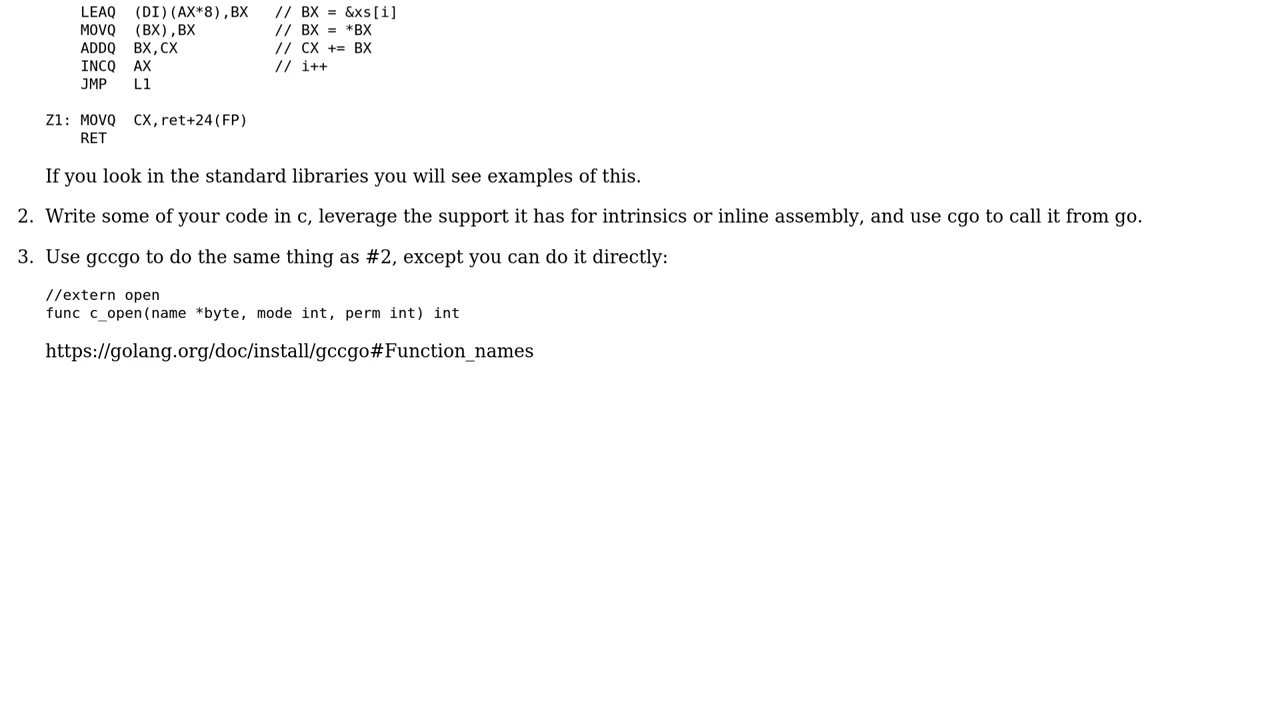 LEAQ  (DI)(AX*8),BX   // BX = &xs[i]
MOVQ  (BX),BX         // BX = *BX
ADDQ  BX,CX           // CX += BX
INCQ  AX              // i++
JMP   L1
Z1: MOVQ  CX,ret+24(FP)
RET
If you look in the standard libraries you will see examples of this.
2. Write some of your code in c, leverage the support it has for intrinsics or inline assembly, and use cgo to call it from go.
3. Use gccgo to do the same thing as #2, except you can do it directly:
//extern open
func c_open(name *byte, mode int, perm int) int
https://golang.org/doc/install/gccgo#Function_names